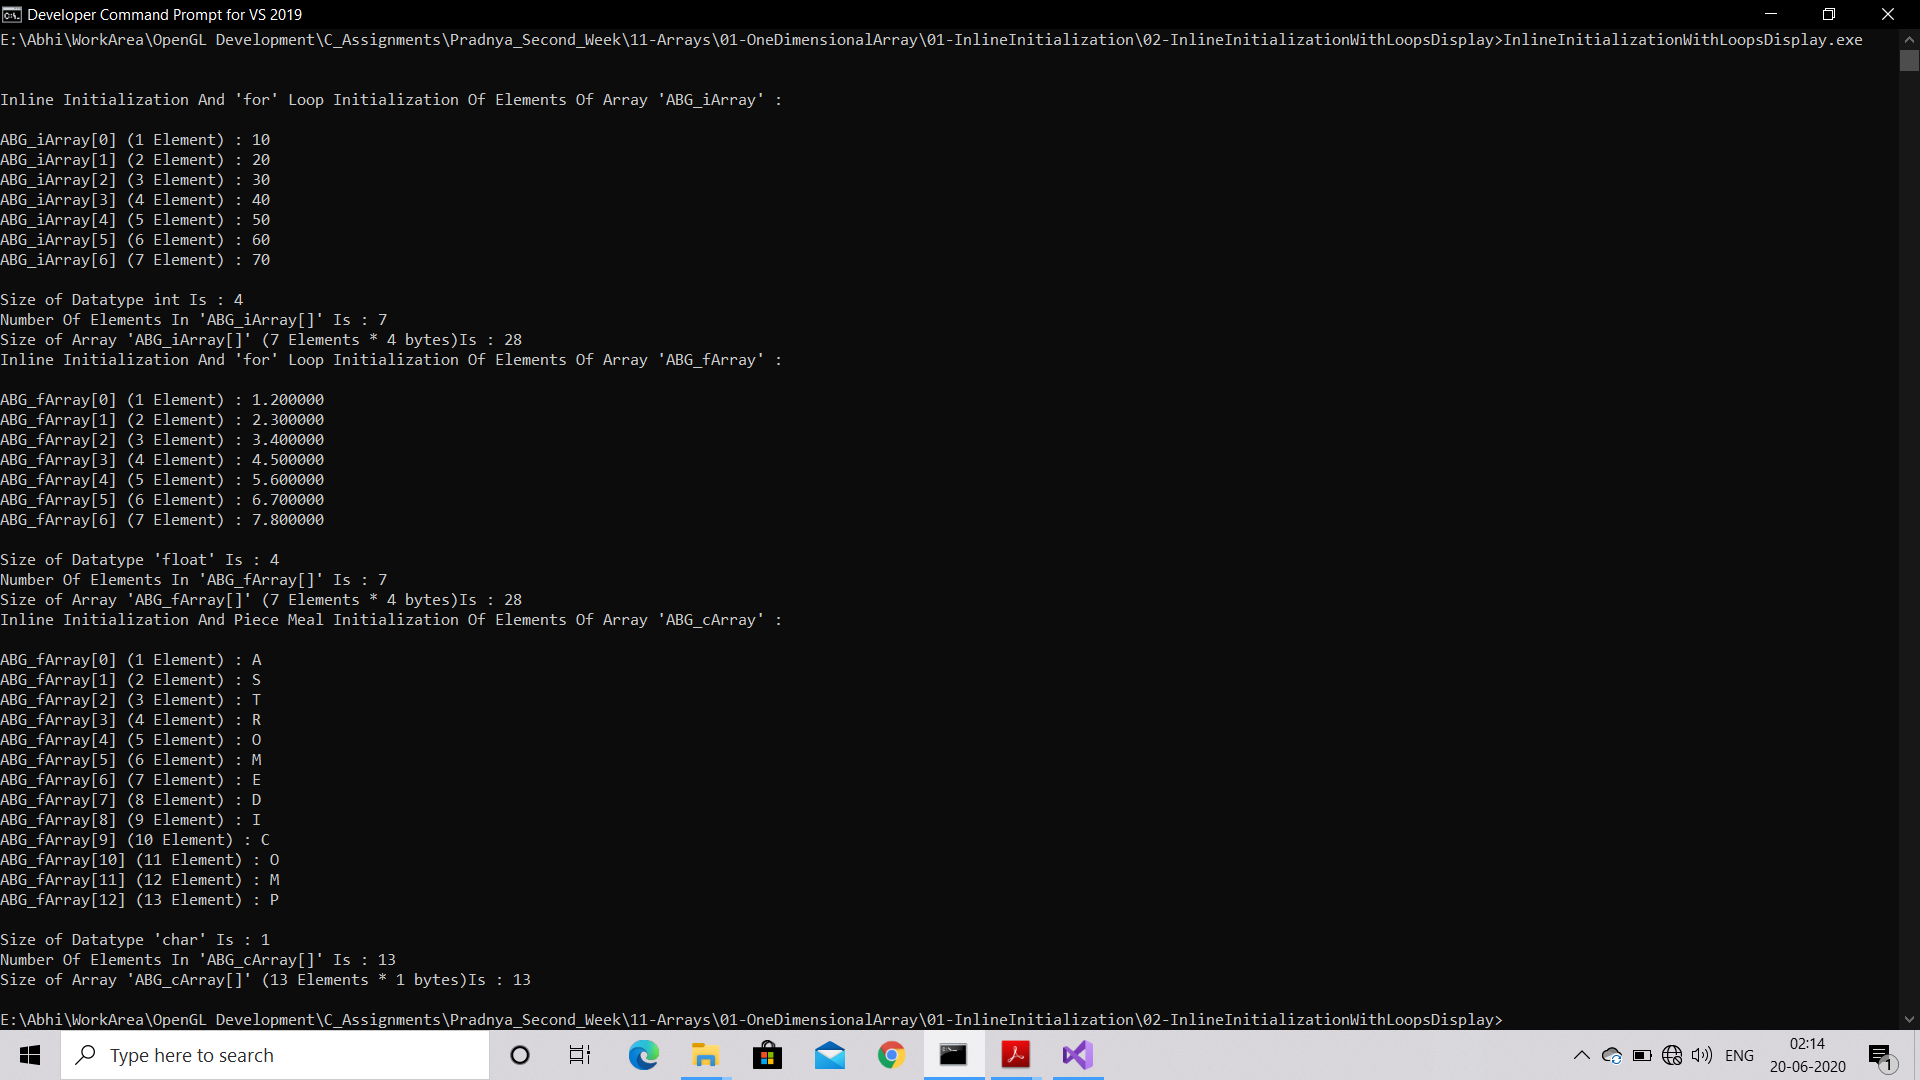 Developer Command Prompt for VS 2019
E:\Abhi\WorkArea\OpenGL Development\C_Assignments\Pradnya_Second_Week\11-Arrays\01-OneDimensionalArray\01-InlineInitialization\02-InlineInitializationWithLoopsDisplay>InlineInitializationWithLoopsDisplay.exe
Inline Initialization And 'for' Loop Initialization Of Elements Of Array 'ABG_iArray' :
ABG_iArray[0] (1 Element) : 10
ABG_iArray[1] (2 Element) : 20
ABG_iArray[2] (3 Element) : 30
ABG_iArray[3] (4 Element) : 40
ABG_iArray[4] (5 Element) : 50
ABG_iArray[5] (6 Element) : 60
ABG_iArray[6] (7 Element) : 70
Size of Datatype int Is : 4
Number Of Elements In 'ABG_iArray[]' Is : 7
Size of Array 'ABG_iArray[]' (7 Elements * 4 bytes)Is : 28
Inline Initialization And 'for' Loop Initialization Of Elements Of Array 'ABG_fArray' :
ABG_fArray[0] (1 Element) : 1.200000
ABG_fArray[1] (2 Element) : 2.300000
ABG_fArray[2] (3 Element) : 3.400000
ABG_fArray[3] (4 Element) : 4.500000
ABG_fArray[4] (5 Element) : 5.600000
ABG_fArray[5] (6 Element) : 6.700000
ABG_fArray[6] (7 Element) : 7.800000
Size of Datatype 'float' Is : 4
Number Of Elements In 'ABG_fArray[]' Is : 7
Size of Array 'ABG_fArray[]' (7 Elements * 4 bytes)Is : 28
Inline Initialization And Piece Meal Initialization Of Elements Of Array 'ABG_cArray' :
ABG_fArray[0] (1 Element) : A
ABG_fArray[1] (2 Element) : S
ABG_fArray[2] (3 Element) : T
ABG_fArray[3] (4 Element) : R
ABG_fArray[4] (5 Element) : O
ABG_fArray[5] (6 Element) : M
ABG_fArray[6] (7 Element) : E
ABG_fArray[7] (8 Element) : D
ABG_fArray[8] (9 Element) : I
ABG_fArray[9] (10 Element) : C
ABG_fArray[10] (11 Element) : O
ABG_fArray[11] (12 Element) : M
ABG_fArray[12] (13 Element) : P
Size of Datatype 'char' Is : 1
Number Of Elements In 'ABG_cArray[]' Is : 13
Size of Array 'ABG_cArray[]' (13 Elements * 1 bytes)Is : 13
E:\Abhi\WorkArea\OpenGL Development\C_Assignments\Pradnya_Second_Week\11-Arrays\01-OneDimensionalArray\01-InlineInitialization\02-InlineInitializationWithLoopsDisplay>
Type here to search
ENG
02:14
20-06-2020
1